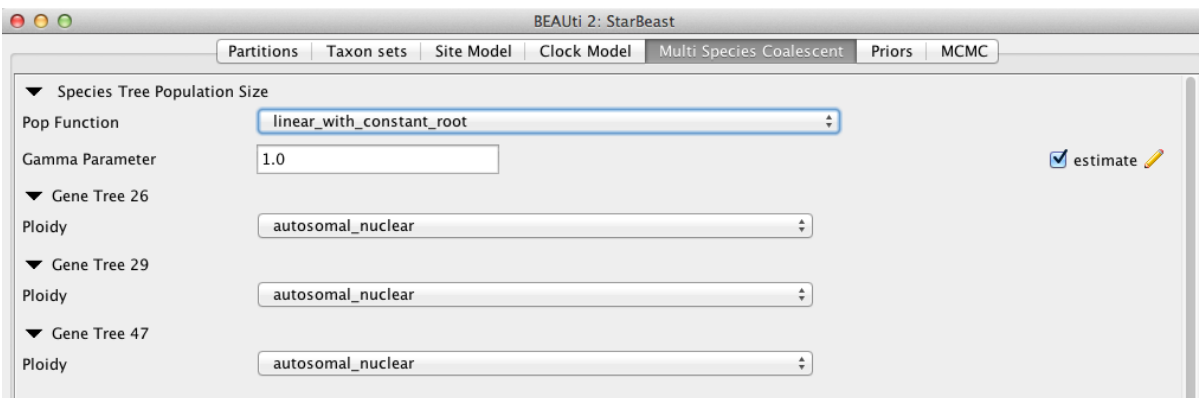 BEAUti 2: StarBeast
Partitions Taxon sets Site Model Clock Model Multi Species Coalescent Priors MCMC
Species Tree Population Size
Pop Function linear_with_constant_root
Gamma Parameter 1.0 estimate
Gene Tree 26
Ploidy autosomal_nuclear
Gene Tree 29
Ploidy autosomal_nuclear
Gene Tree 47
Ploidy autosomal_nuclear